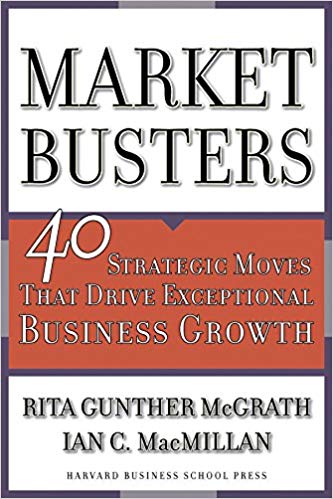 MARKET
BUSTERS
40
STRATEGIC MOVES
THAT DRIVE EXCEPTIONAL
BUSINESS GROWTH
RITA GUNTHER McGRATH
IAN C. MacMILLAN
HARVARD BUSINESS SCHOOL PRESS